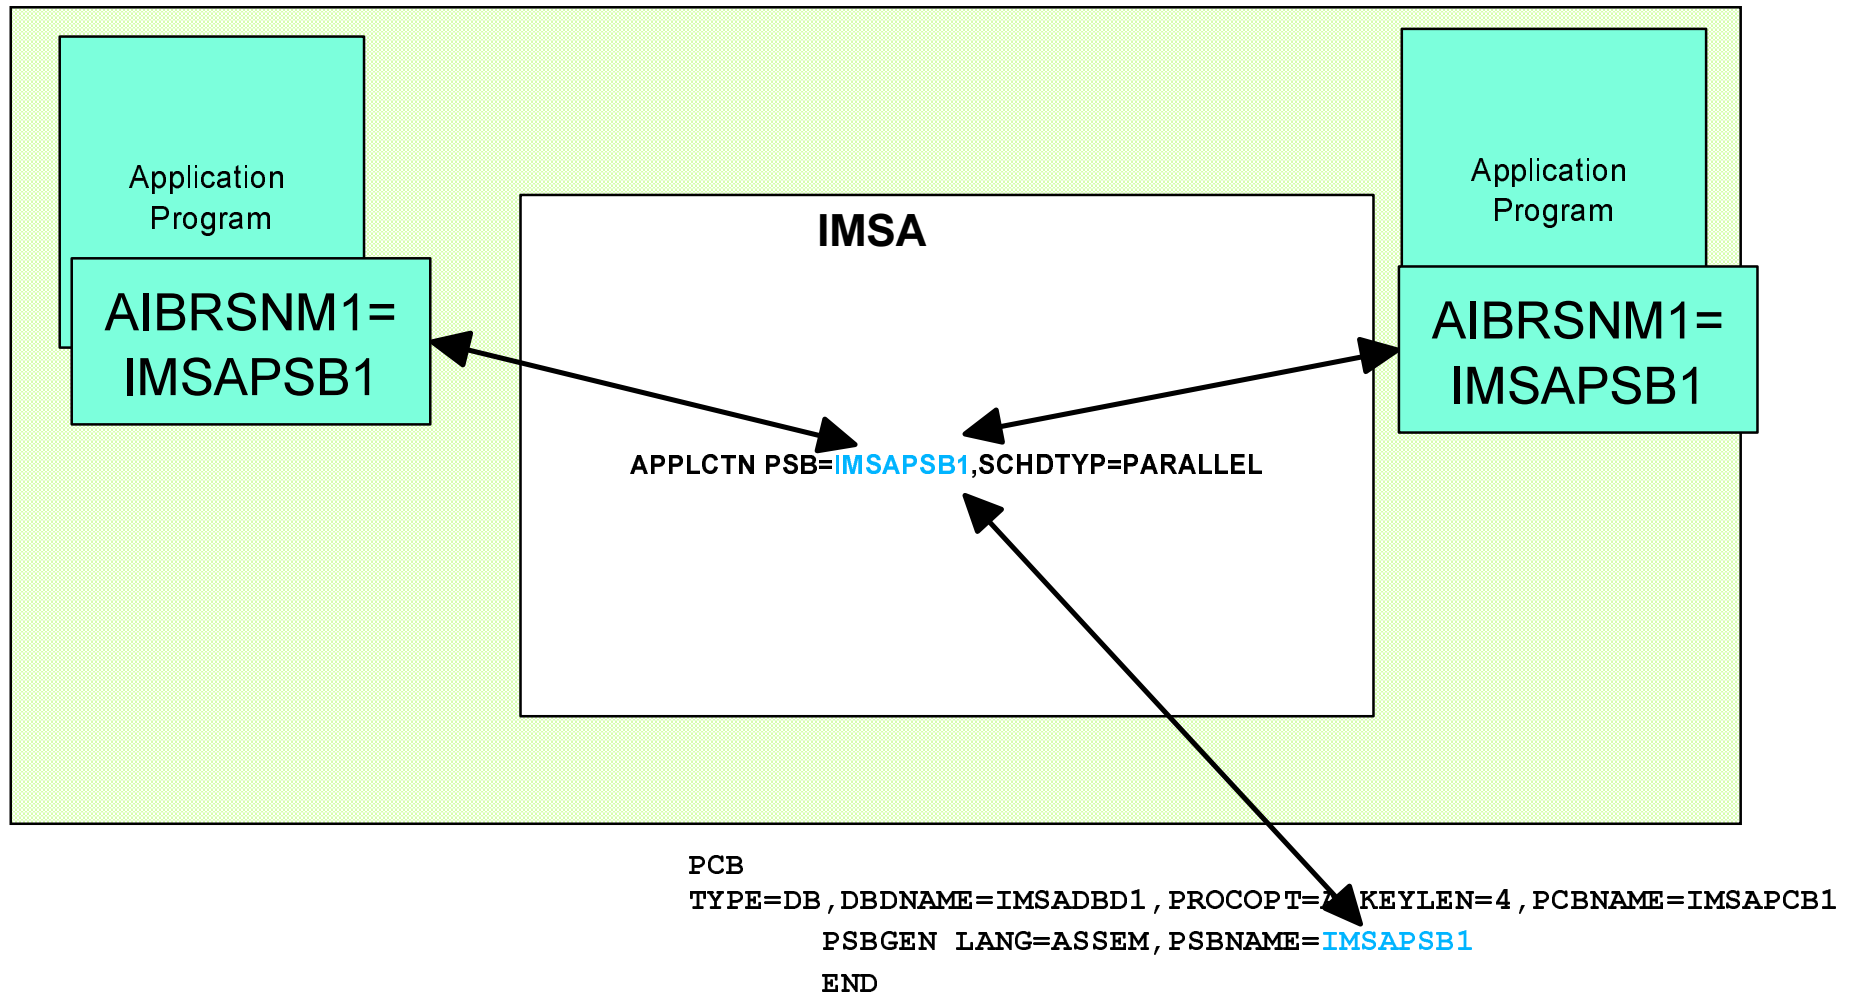 Application
Program
AIBRSNM1=
IMSAPSB1
IMSA
APPLCTN PSB=IMSAPSB1,SCHDTYP=PARALLEL
Application
Program
AIBRSNM1=
IMSAPSB1
PCB
TYPE=DB,DBDNAME=IMSADBD1,PROCOPT=A,KEYLEN=4,PCBNAME=IMSAPCB1
PSBGEN LANG=ASSEM,PSBNAME=IMSAPSB1
END